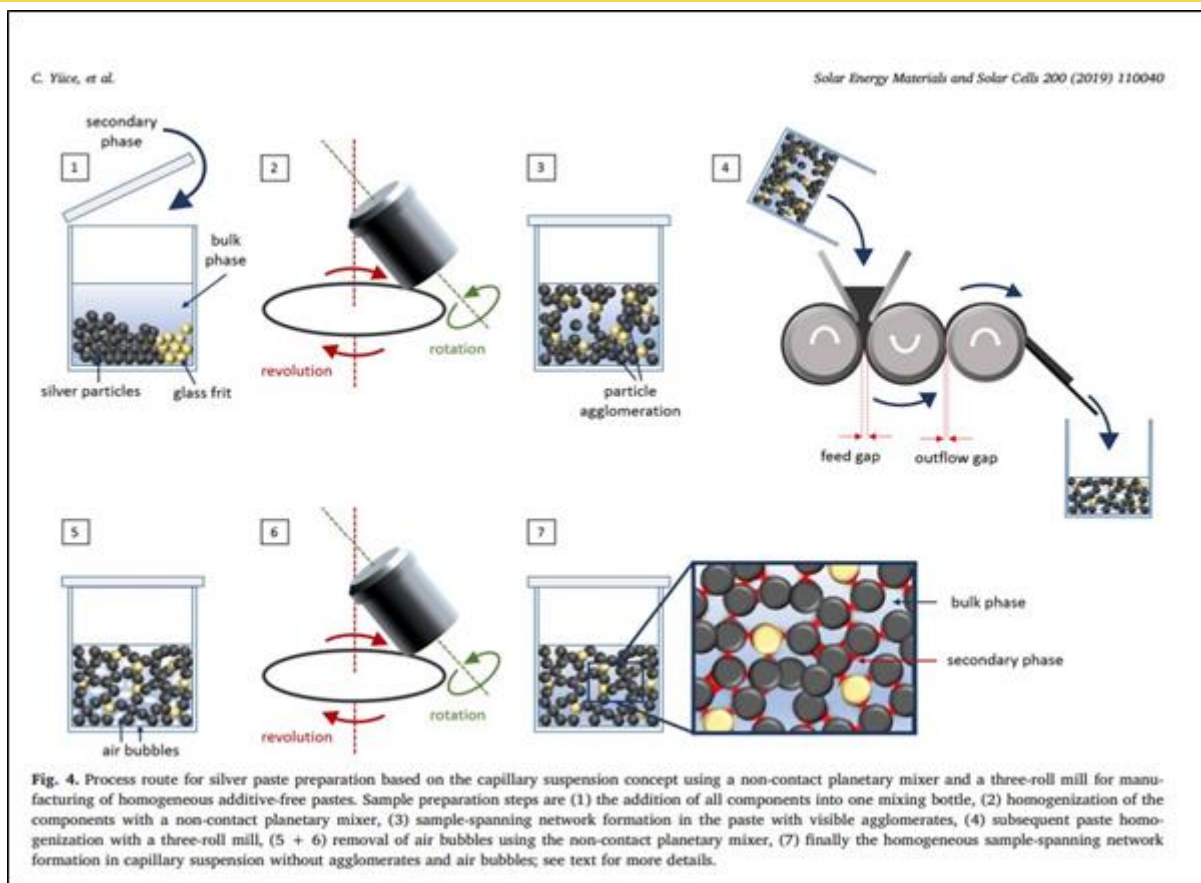 C. Yüce, et al.
Solar Energy Materials and Solar Cells 200 (2019) 110040
secondary
phase
1
bulk
phase
silver particles
glass frit
2
revolution
rotation
3
particle
agglomeration
4
feed gap
outflow gap
5
air bubbles
6
revolution
rotation
7
bulk phase
secondary phase
Fig. 4. Process route for silver paste preparation based on the capillary suspension concept using a non-contact planetary mixer and a three-roll mill for manu-
facturing of homogeneous additive-free pastes. Sample preparation steps are (1) the addition of all components into one mixing bottle, (2) homogenization of the
components with a non-contact planetary mixer, (3) sample-spanning network formation in the paste with visible agglomerates, (4) subsequent paste homo-
genization with a three-roll mill, (5 + 6) removal of air bubbles using the non-contact planetary mixer, (7) finally the homogeneous sample-spanning network
formation in capillary suspension without agglomerates and air bubbles; see text for more details.